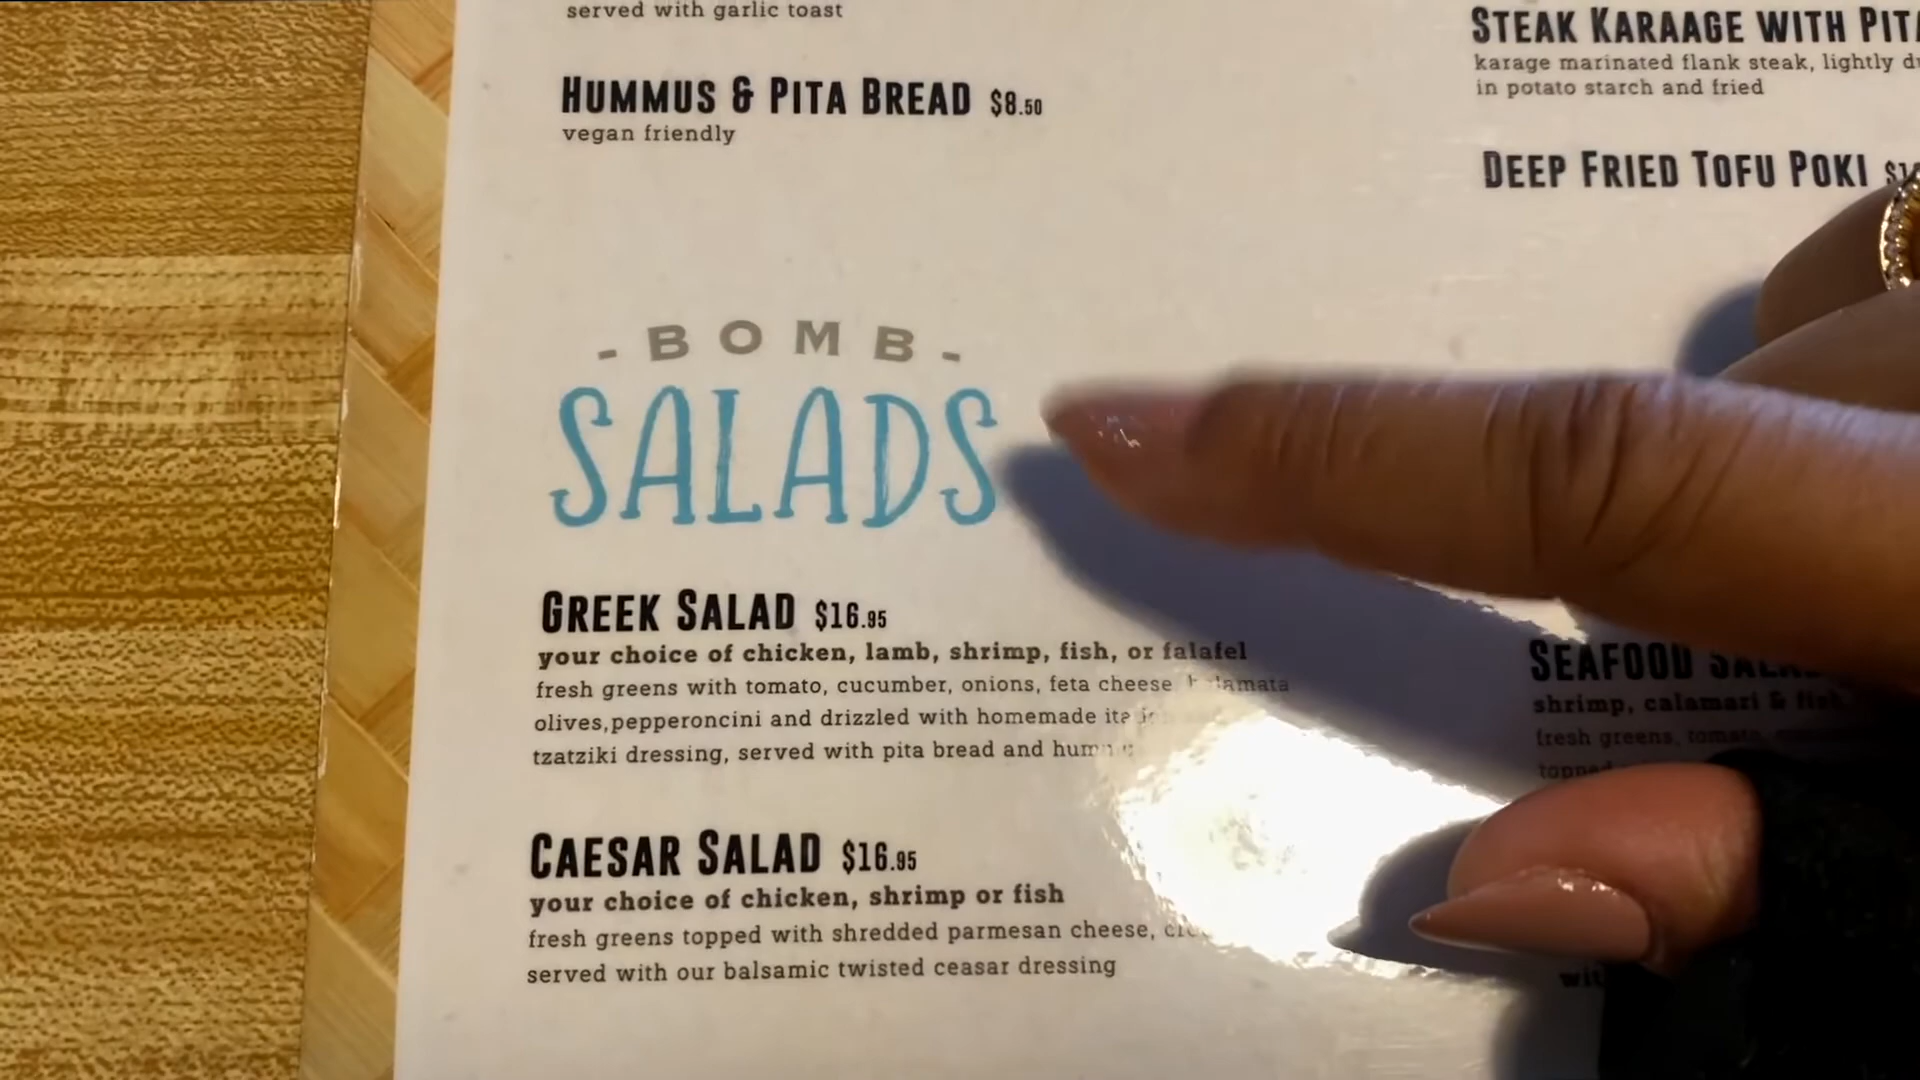 served with garlic toast
HUMMUS & PITA BREAD $8.50
vegan friendly
- BOMB -
SALADS
GREEK SALAD $16.95
your choice of chicken, lamb, shrimp, fish, or falafel
fresh greens with tomato, cucumber, onions, feta cheese
olives,pepperoncini and drizzled with homemade
tzatziki dressing, served with pita bread and
CAESAR SALAD $16.95
your choice of chicken, shrimp or fish
fresh greens topped with shredded parmesan cheese,
served with our balsamic twisted ceasar dressing
STEAK KARAAGE WITH
karage marinated flank steak, lightly
in potato starch and fried
DEEP FRIED TOFU POKI
SEAFOOD
shrimp, calamari &
fresh greens, tomato,